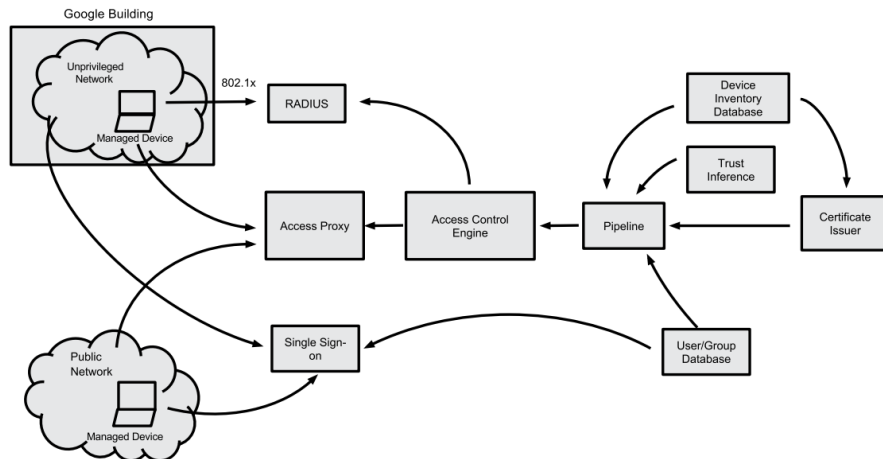 Google Building
Unprivileged
Network
Managed Device
802.1x
RADIUS
Device
Inventory
Database
Trust
Inference
Access Proxy
Access Control
Engine
Pipeline
Certificate
Issuer
Public
Network
Managed Device
Single Sign-
on
User/Group
Database